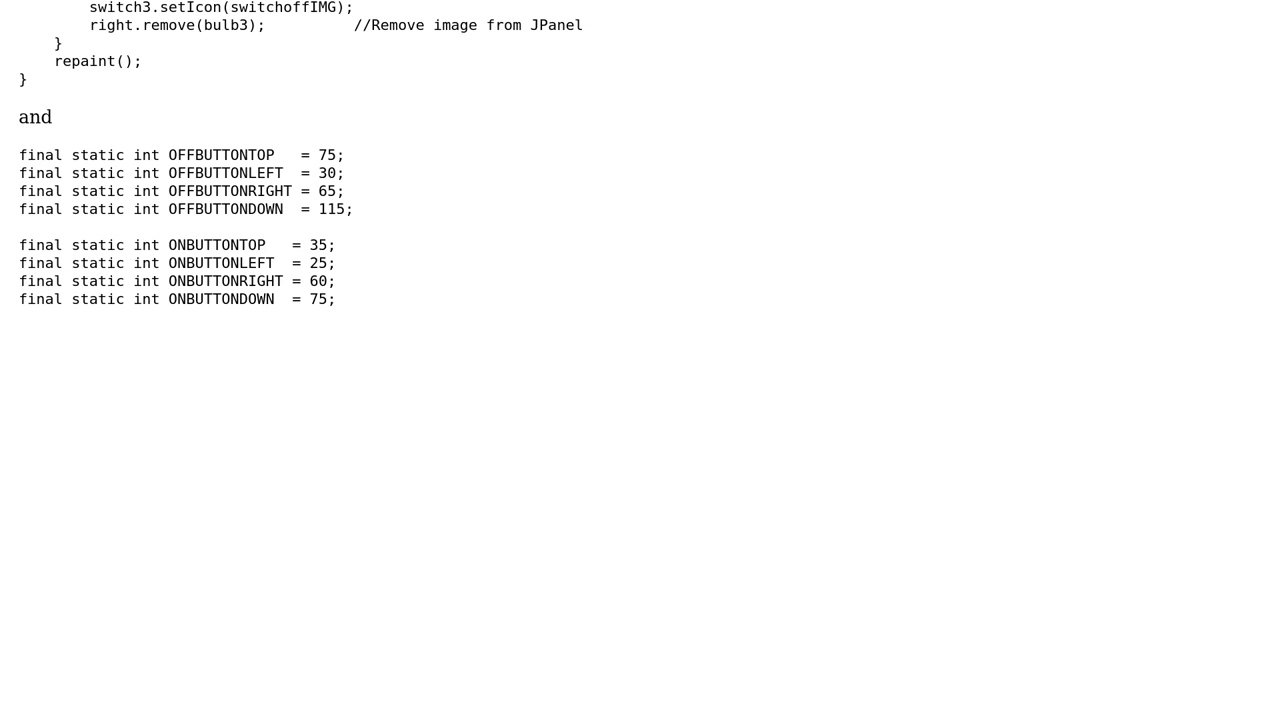 switch3.setIcon(switchoffIMG);
        right.remove(bulb3);          //Remove image from JPanel
    }
    repaint();
}
and
final static int OFFBUTTONTOP   = 75;
final static int OFFBUTTONLEFT  = 30;
final static int OFFBUTTONRIGHT = 65;
final static int OFFBUTTONDOWN  = 115;
final static int ONBUTTONTOP   = 35;
final static int ONBUTTONLEFT  = 25;
final static int ONBUTTONRIGHT = 60;
final static int ONBUTTONDOWN  = 75;